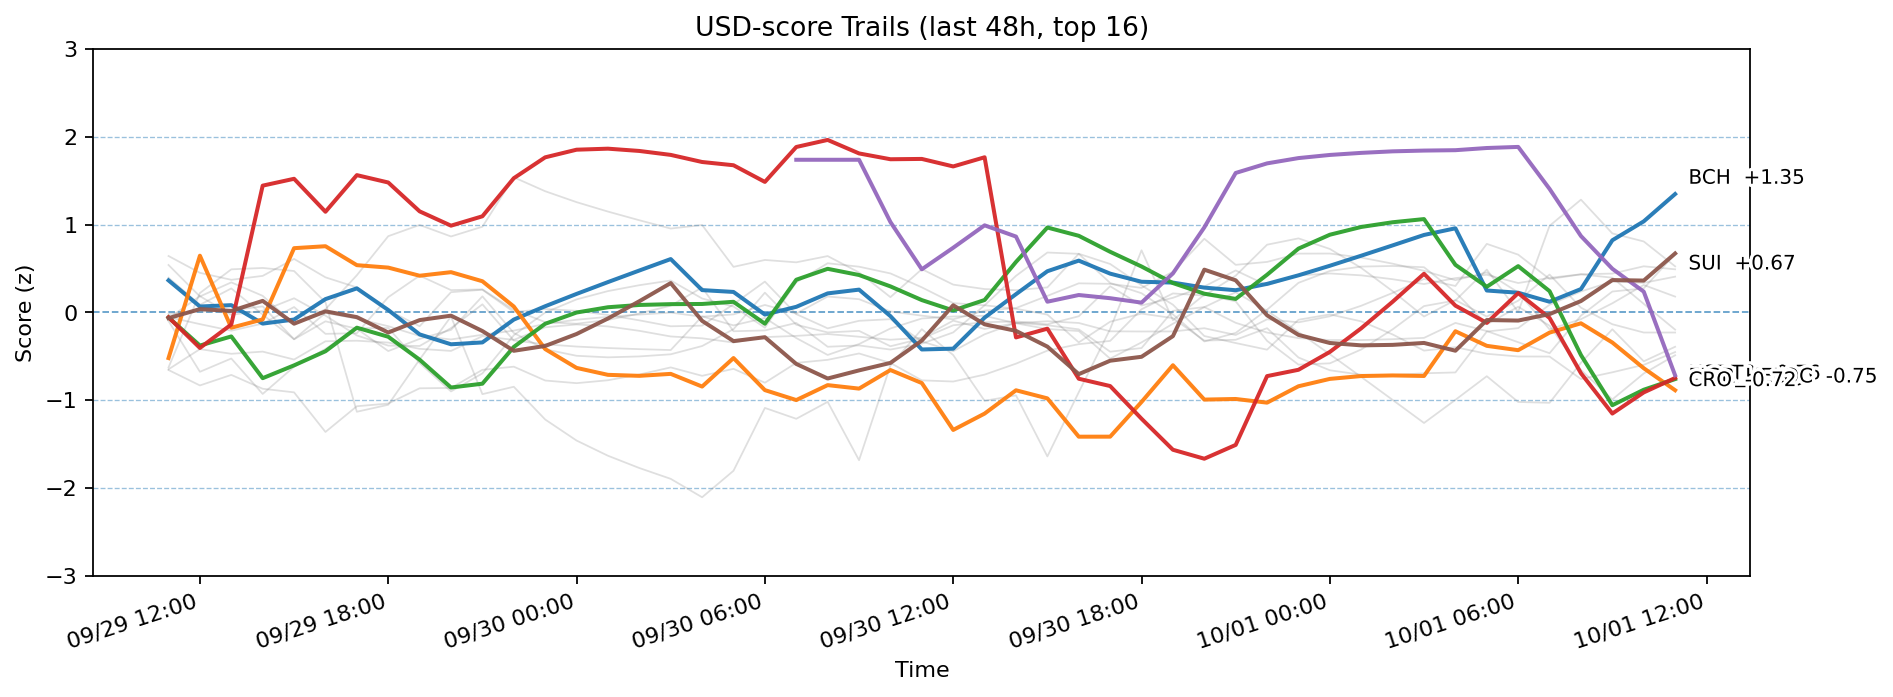 USD-score Trails (last 48h, top 16)
3
2
1
0
−1
−2
−3
Score (z)
BCH +1.35
SUI +0.67
CRO -0.72
-0.75
09/29 12:00
09/29 18:00
09/30 00:00
09/30 06:00
09/30 12:00
09/30 18:00
10/01 00:00
10/01 06:00
10/01 12:00
Time